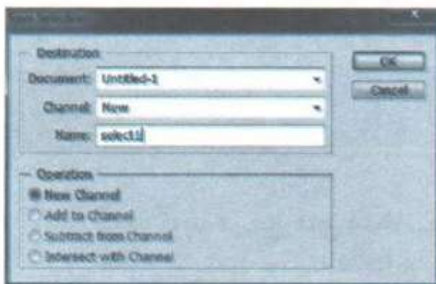 Destination
Document: Untitled-1
Channel: New
Name: select1
OK
Cancel
Operation
New Channel
Add to Channel
Subtract from Channel
Intersect with Channel